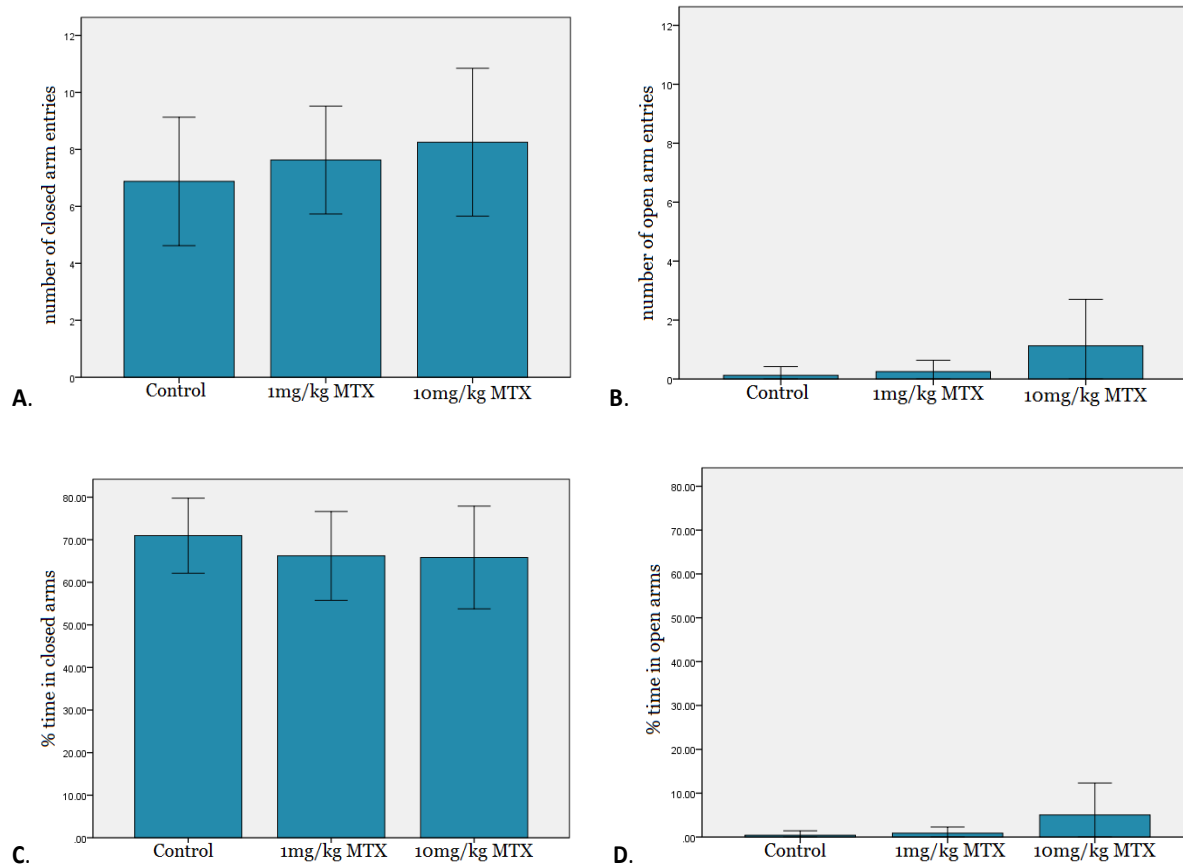 number of closed arm entries
12
10
8
6
4
2
0
Control 1mg/kg MTX 10mg/kg MTX
A.
number of open arm entries
12
10
8
6
4
2
0
Control 1mg/kg MTX 10mg/kg MTX
B.
% time in closed arms
80.00
70.00
60.00
50.00
40.00
30.00
20.00
10.00
.00
Control 1mg/kg MTX 10mg/kg MTX
C.
% time in open arms
80.00
70.00
60.00
50.00
40.00
30.00
20.00
10.00
.00
Control 1mg/kg MTX 10mg/kg MTX
D.